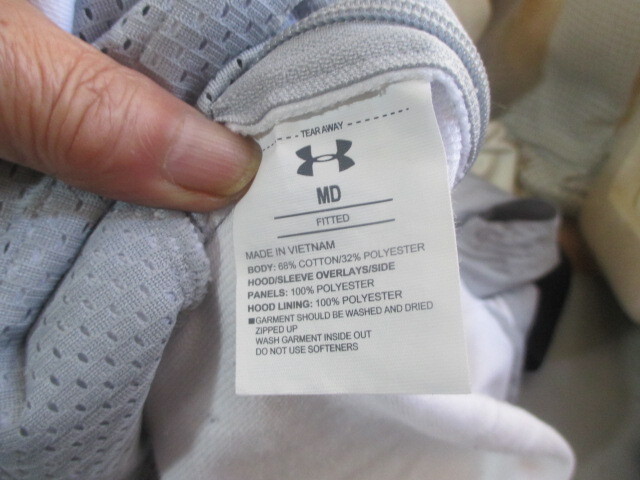 TEAR AWAY
MD
FITTED
MADE IN VIETNAM
BODY: 68% COTTON/32% POLYESTER
HOOD/SLEEVE OVERLAYS/SIDE
PANELS: 100% POLYESTER
HOOD LINING: 100% POLYESTER
■GARMENT SHOULD BE WASHED AND DRIED
ZIPPED UP
WASH GARMENT INSIDE OUT
DO NOT USE SOFTENERS